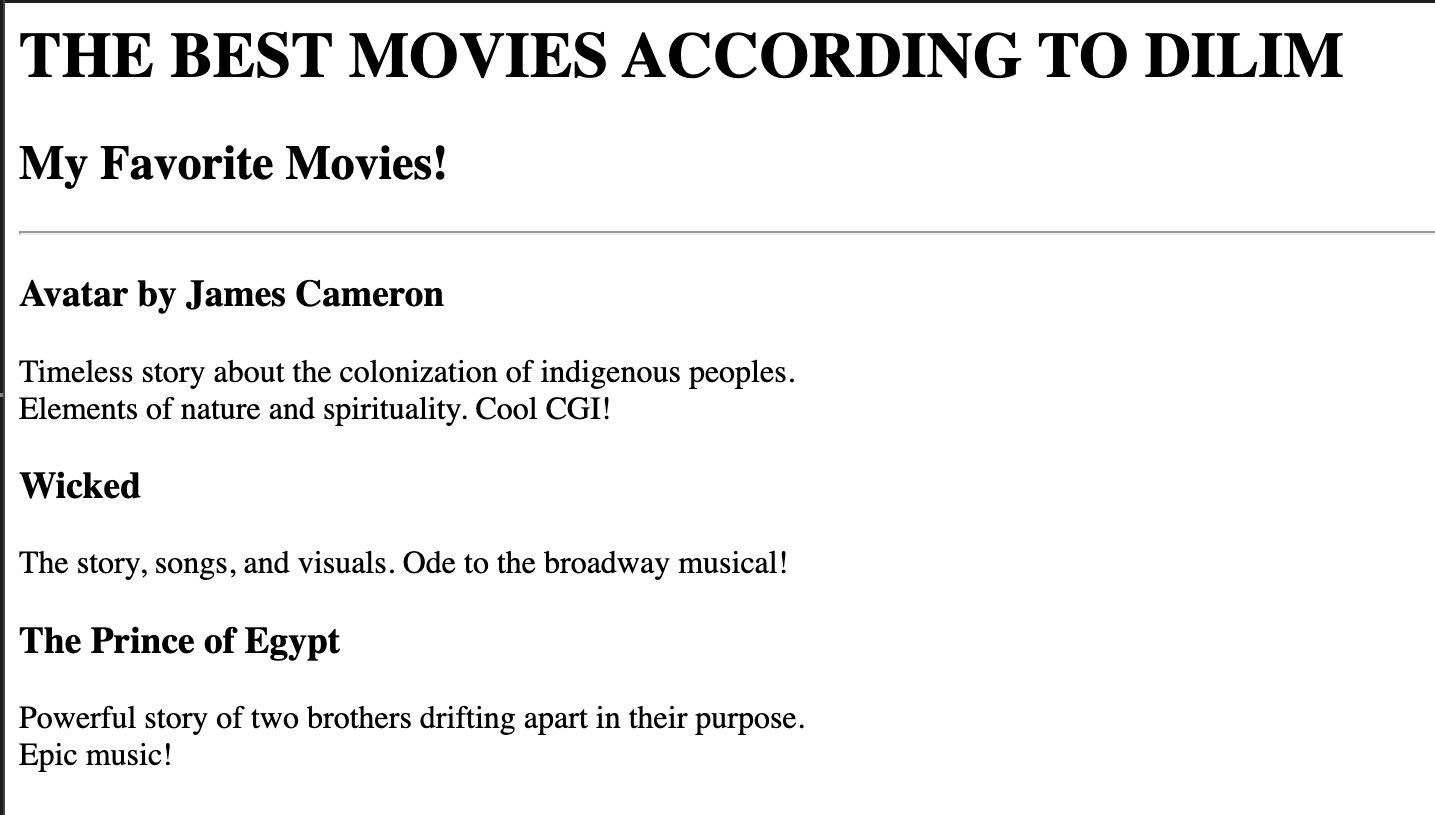 THE BEST MOVIES ACCORDING TO DILIM
My Favorite Movies!
Avatar by James Cameron
Timeless story about the colonization of indigenous peoples.
Elements of nature and spirituality. Cool CGI!
Wicked
The story, songs, and visuals. Ode to the broadway musical!
The Prince of Egypt
Powerful story of two brothers drifting apart in their purpose.
Epic music!